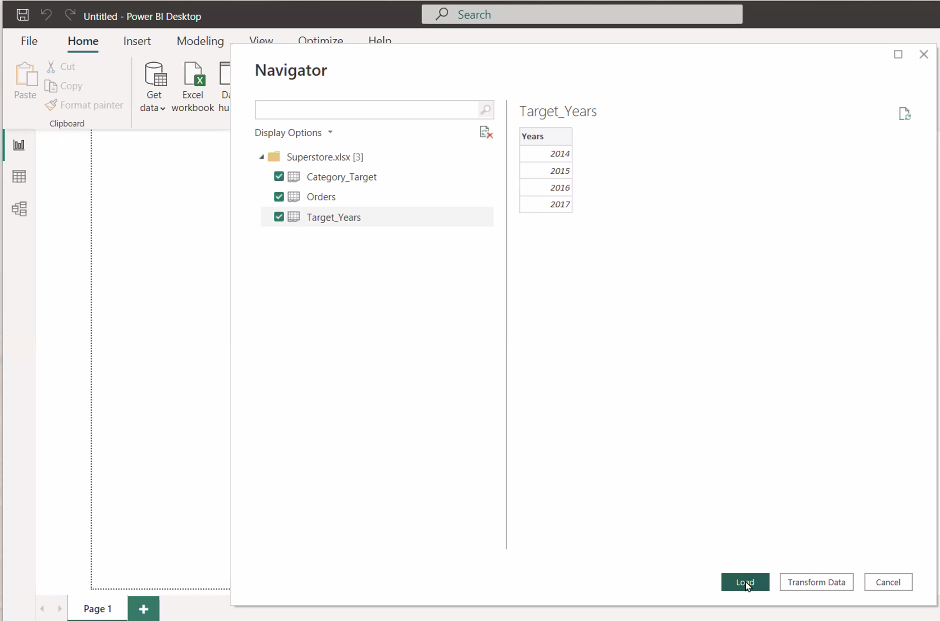 Untitled - Power BI Desktop
Search
File Home Insert Modeling View Optimize Help
Paste
Cut
Copy
Format painter
Clipboard
Get data
Excel workbook
Da
hu
Navigator
Display Options
Superstore.xlsx [3]
Category_Target
Orders
Target_Years
Target_Years
Years
2014
2015
2016
2017
Load
Transform Data
Cancel
Page 1